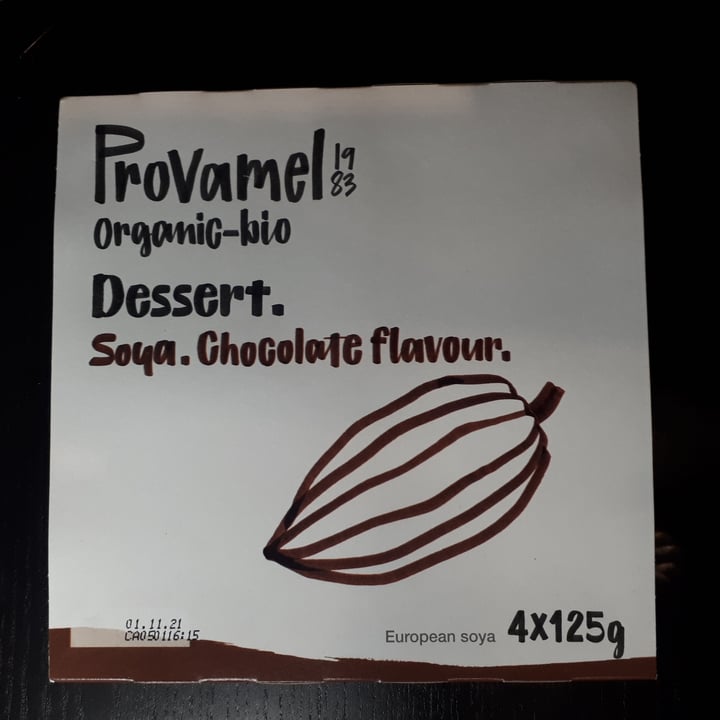 Provamel 19
83
organic-bio
Dessert.
Soya. Chocolate flavour.
01.11.21
CA050116:15
European soya 4x125g